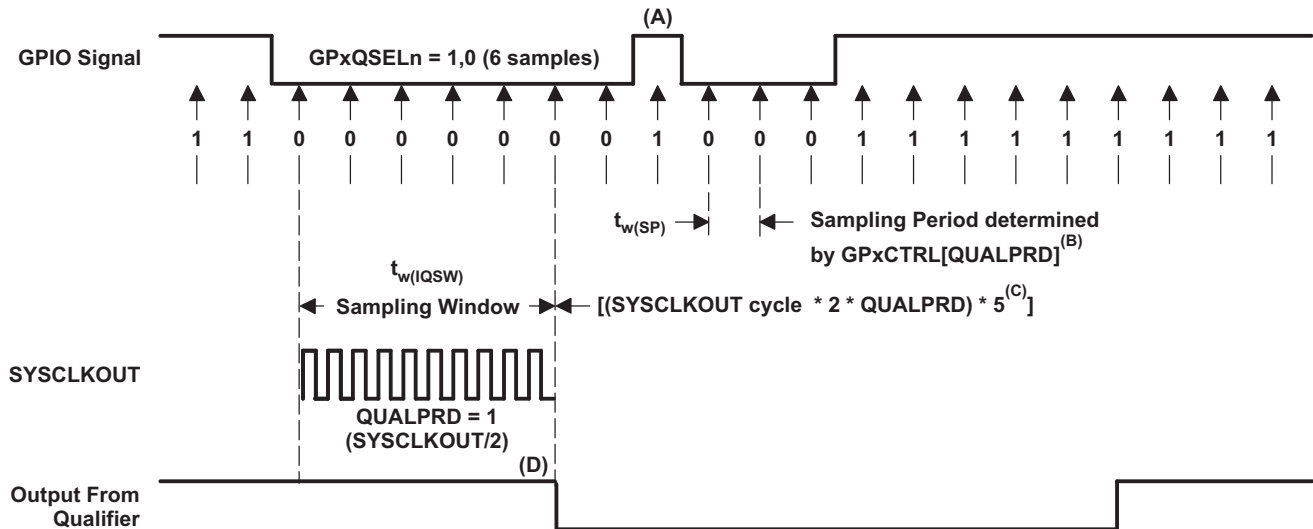 (A)
GPIO Signal
GPxQSELn = 1,0 (6 samples)
1 1 0 0 0 0 0 0 0 1 0 0 0 1 1 1 1 1 1 1 1 1
tw(SP)
Sampling Period determined
by GPxCTRL[QUALPRD](B)
tw(IQSW)
Sampling Window
[(SYSCLKOUT cycle * 2 * QUALPRD) * 5(C)]
SYSCLKOUT
QUALPRD = 1
(SYSCLKOUT/2)
(D)
Output From
Qualifier